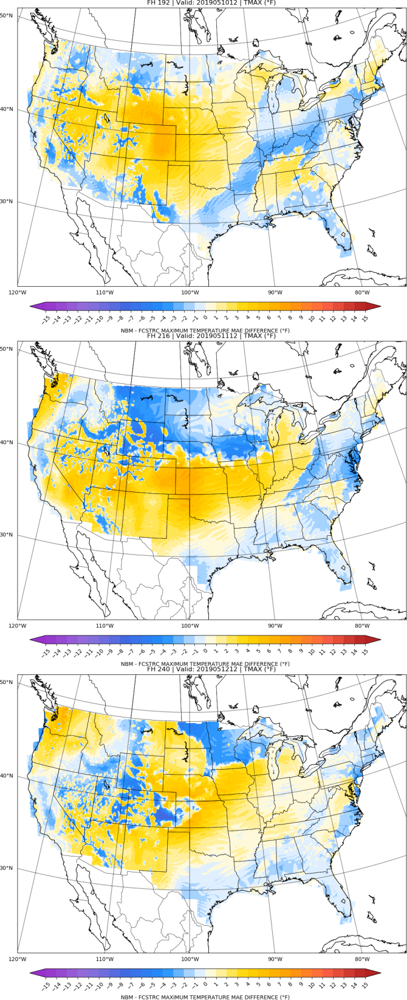 FH 192 | Valid: 2019051012 | TMAX (°F)
50°N
40°N
30°N
120°W 110°W 100°W 90°W 80°W
−15 −14 −13 −12 −11 −10 −9 −8 −7 −6 −5 −4 −3 −2 −1 0 1 2 3 4 5 6 7 8 9 10 11 12 13 14 15
NBM - FCSTRC MAXIMUM TEMPERATURE MAE DIFFERENCE (°F)
FH 216 | Valid: 2019051112 | TMAX (°F)
50°N
40°N
30°N
120°W 110°W 100°W 90°W 80°W
−15 −14 −13 −12 −11 −10 −9 −8 −7 −6 −5 −4 −3 −2 −1 0 1 2 3 4 5 6 7 8 9 10 11 12 13 14 15
NBM - FCSTRC MAXIMUM TEMPERATURE MAE DIFFERENCE (°F)
FH 240 | Valid: 2019051212 | TMAX (°F)
50°N
40°N
30°N
120°W 110°W 100°W 90°W 80°W
−15 −14 −13 −12 −11 −10 −9 −8 −7 −6 −5 −4 −3 −2 −1 0 1 2 3 4 5 6 7 8 9 10 11 12 13 14 15
NBM - FCSTRC MAXIMUM TEMPERATURE MAE DIFFERENCE (°F)